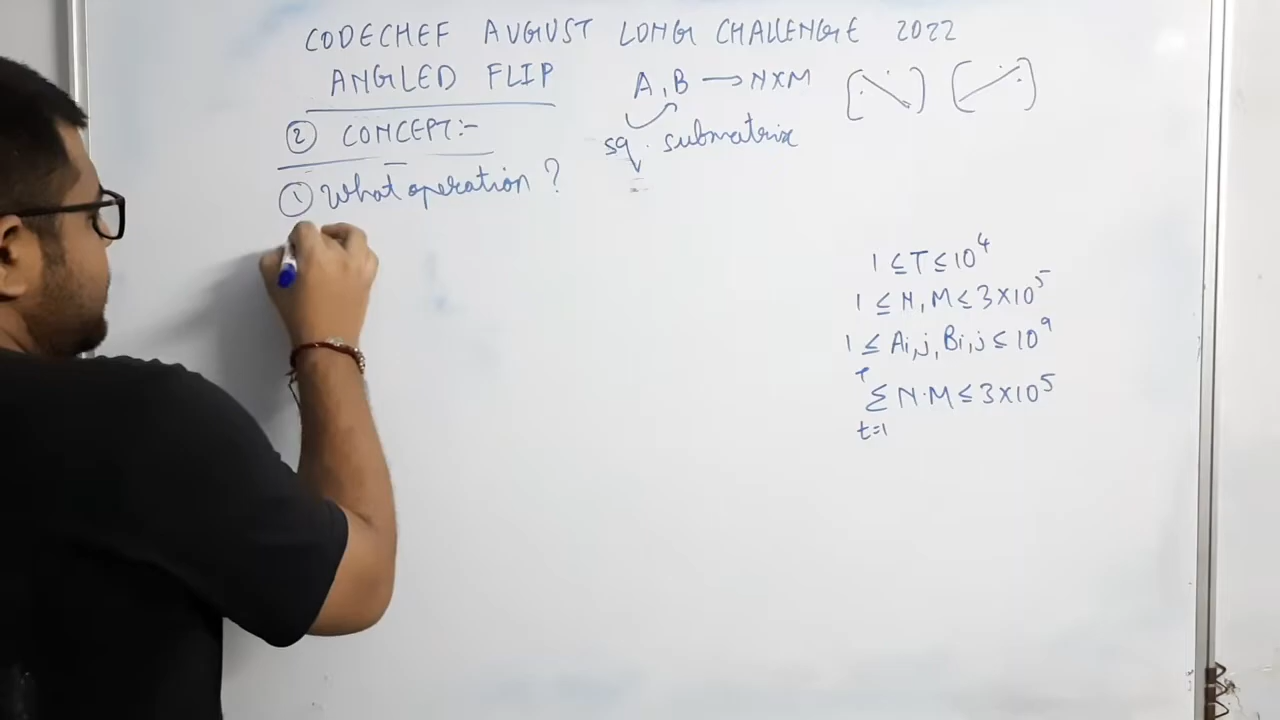 CODECHEF AUGUST LONG CHALLENGE 2022
ANGLED FLIP A, B → N×M
② CONCEPT:-
sq. submatrix
① What operation ?
1 ≤ T ≤ 10^4
1 ≤ N, M ≤ 3×10^5
1 ≤ Ai,j, Bi,j ≤ 10^9
T
Σ N·M ≤ 3×10^5
t=1